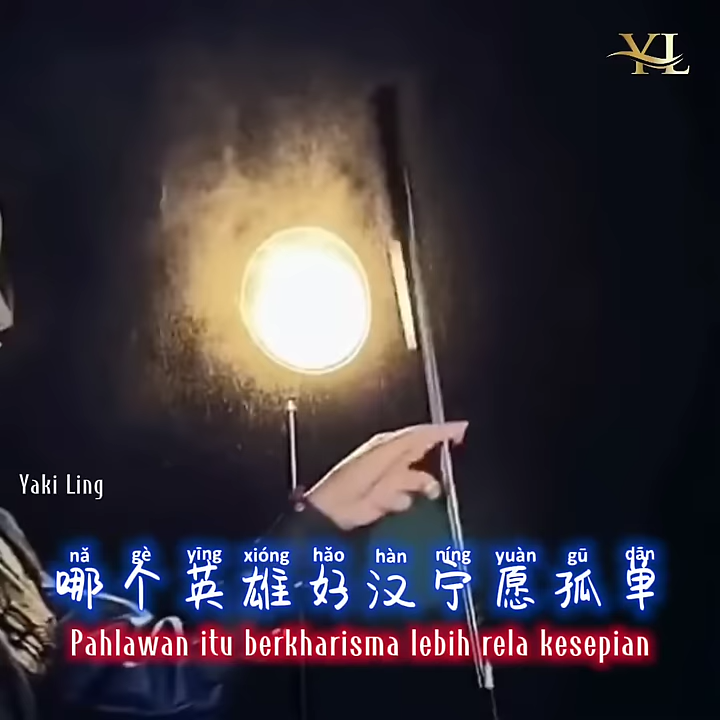 YL
Yaki Ling
nǎ gè yīng xióng hǎo hàn níng yuàn gū dān
哪个英雄好汉宁愿孤单
Pahlawan itu berkharisma lebih rela kesepian